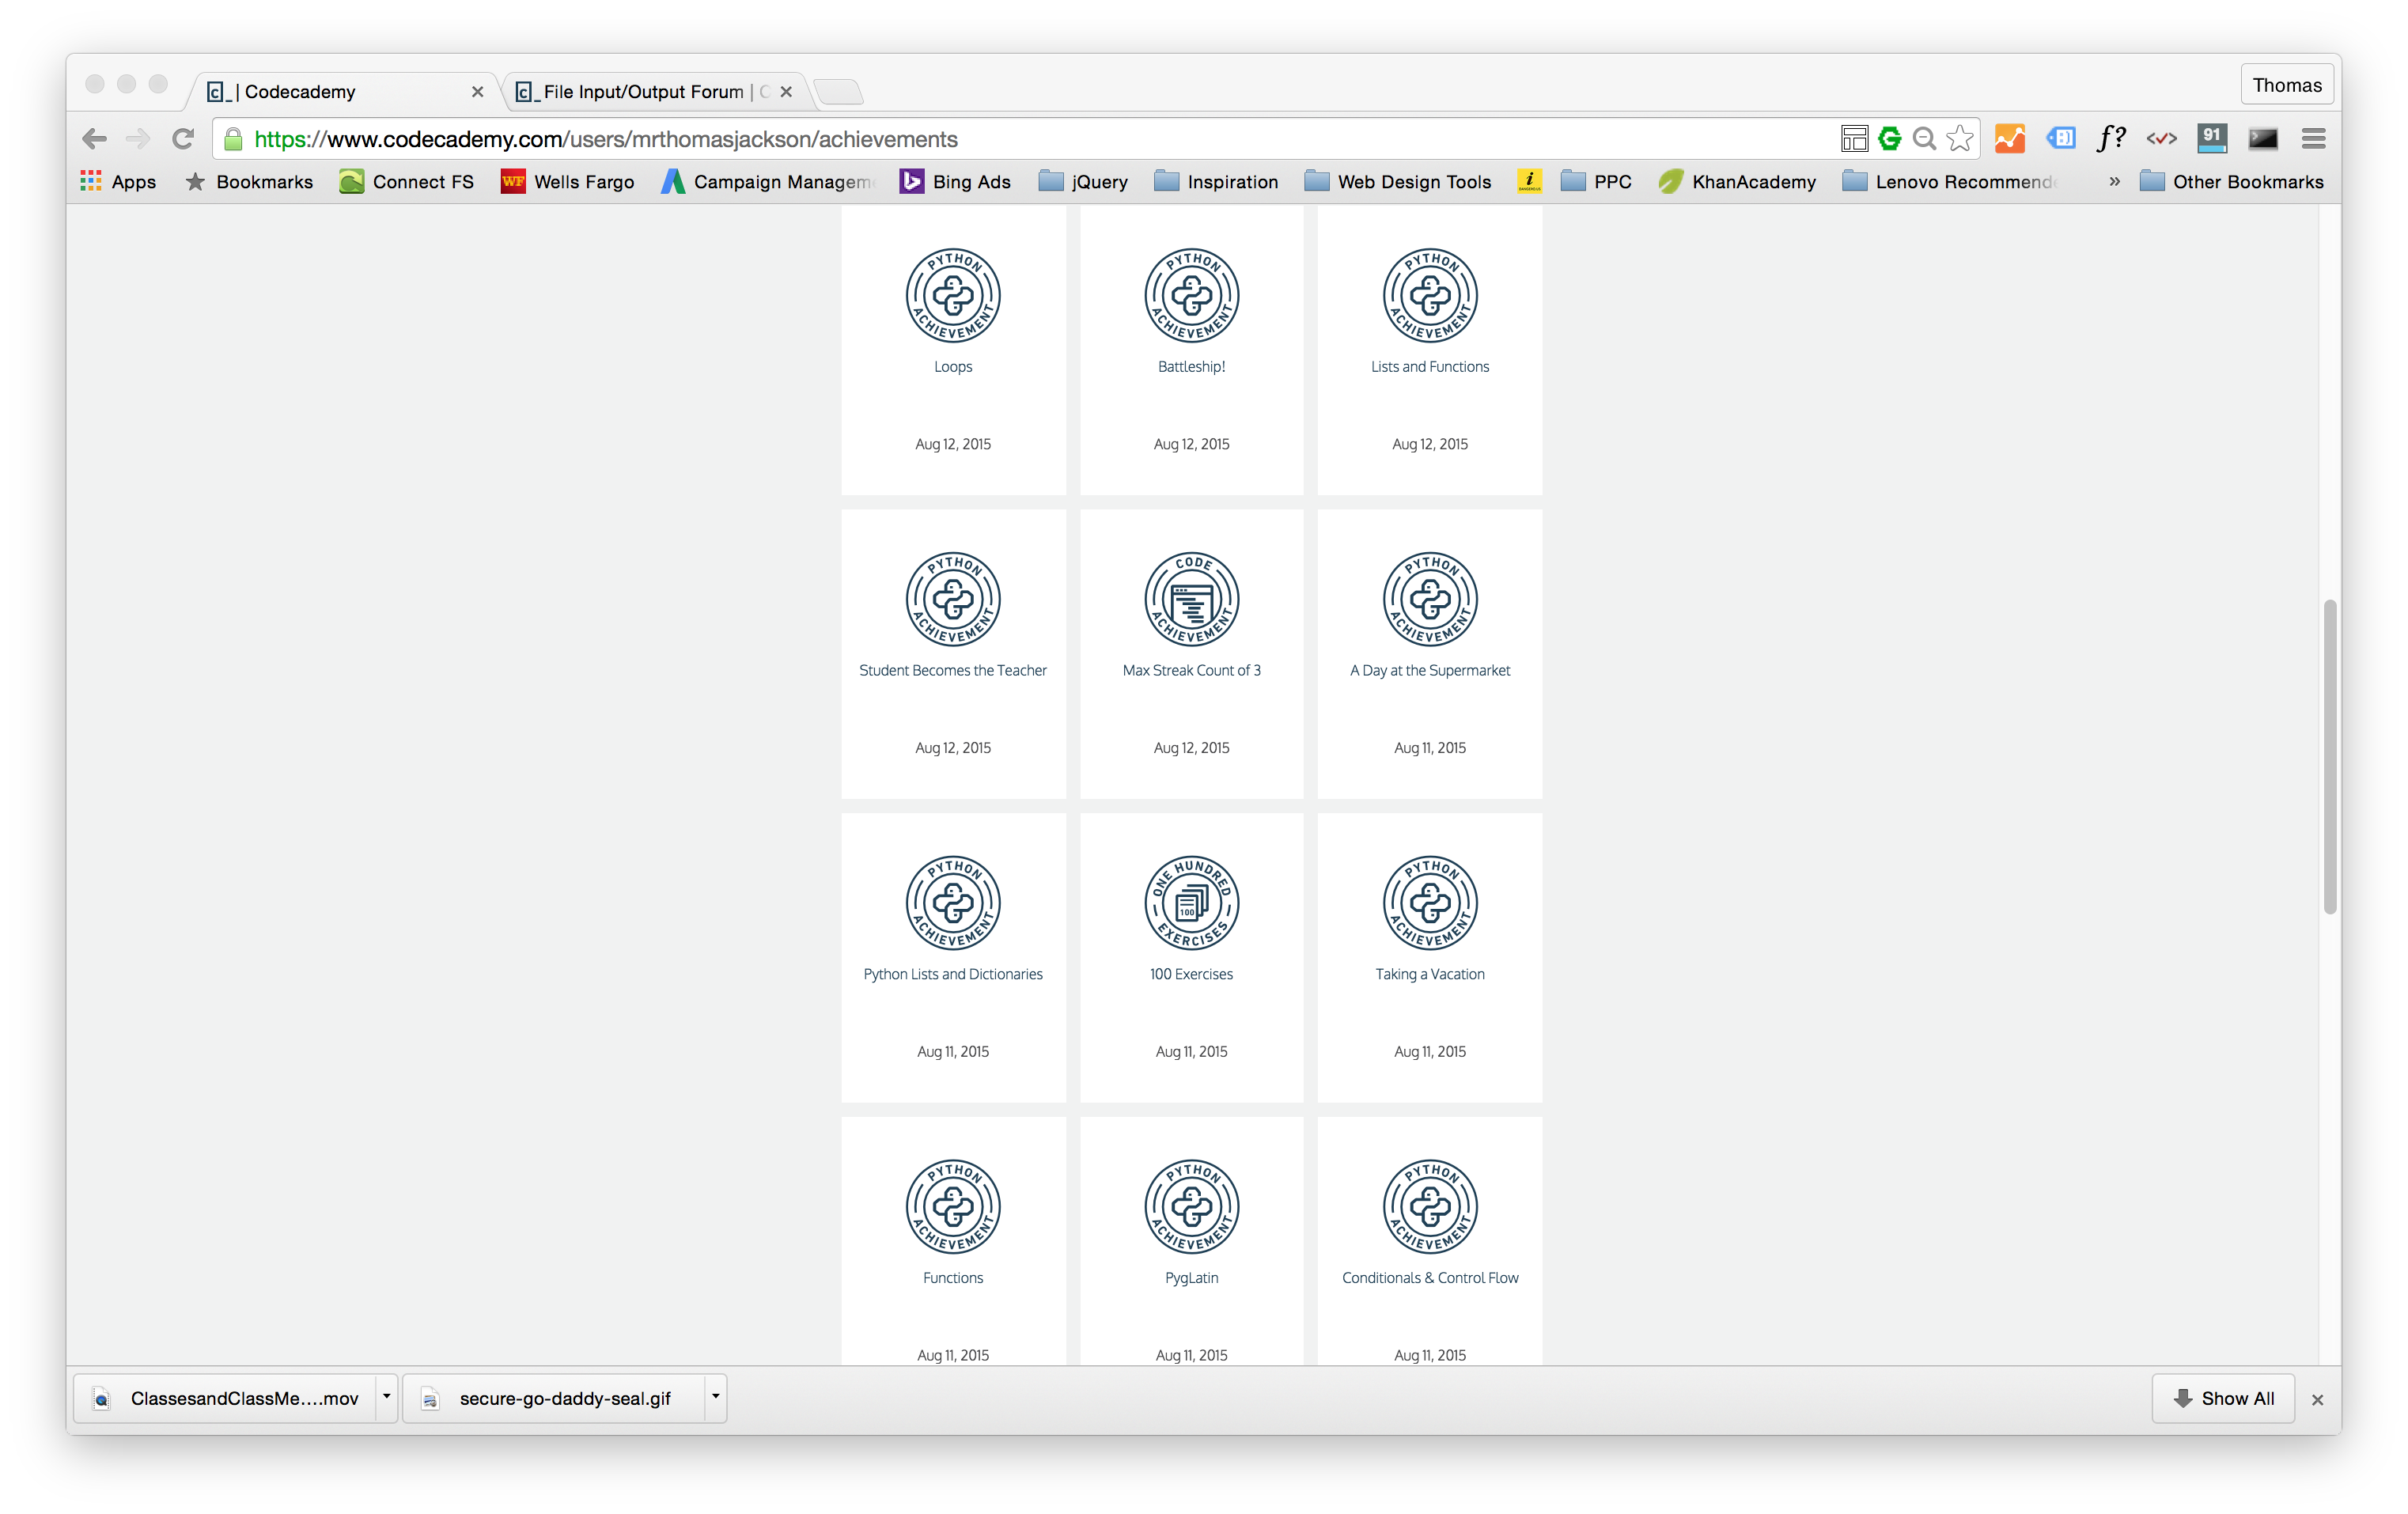 | Codecademy
File Input/Output Forum |
Thomas
https://www.codecademy.com/users/mrthomasjackson/achievements
f?
91
Apps
Bookmarks
Connect FS
WF
Wells Fargo
Campaign Managem
Bing Ads
jQuery
Inspiration
Web Design Tools
i
PPC
KhanAcademy
Lenovo Recommend
»
Other Bookmarks
PYTHON ACHIEVEMENT
PYTHON ACHIEVEMENT
PYTHON ACHIEVEMENT
Loops
Battleship!
Lists and Functions
Aug 12, 2015
Aug 12, 2015
Aug 12, 2015
PYTHON ACHIEVEMENT
CODE ACHIEVEMENT
PYTHON ACHIEVEMENT
Student Becomes the Teacher
Max Streak Count of 3
A Day at the Supermarket
Aug 12, 2015
Aug 12, 2015
Aug 11, 2015
PYTHON ACHIEVEMENT
ONE HUNDRED EXERCISES
100
PYTHON ACHIEVEMENT
Python Lists and Dictionaries
100 Exercises
Taking a Vacation
Aug 11, 2015
Aug 11, 2015
Aug 11, 2015
PYTHON ACHIEVEMENT
PYTHON ACHIEVEMENT
PYTHON ACHIEVEMENT
Functions
PygLatin
Conditionals & Control Flow
Aug 11, 2015
Aug 11, 2015
Aug 11, 2015
ClassesandClassMe....mov
secure-go-daddy-seal.gif
Show All